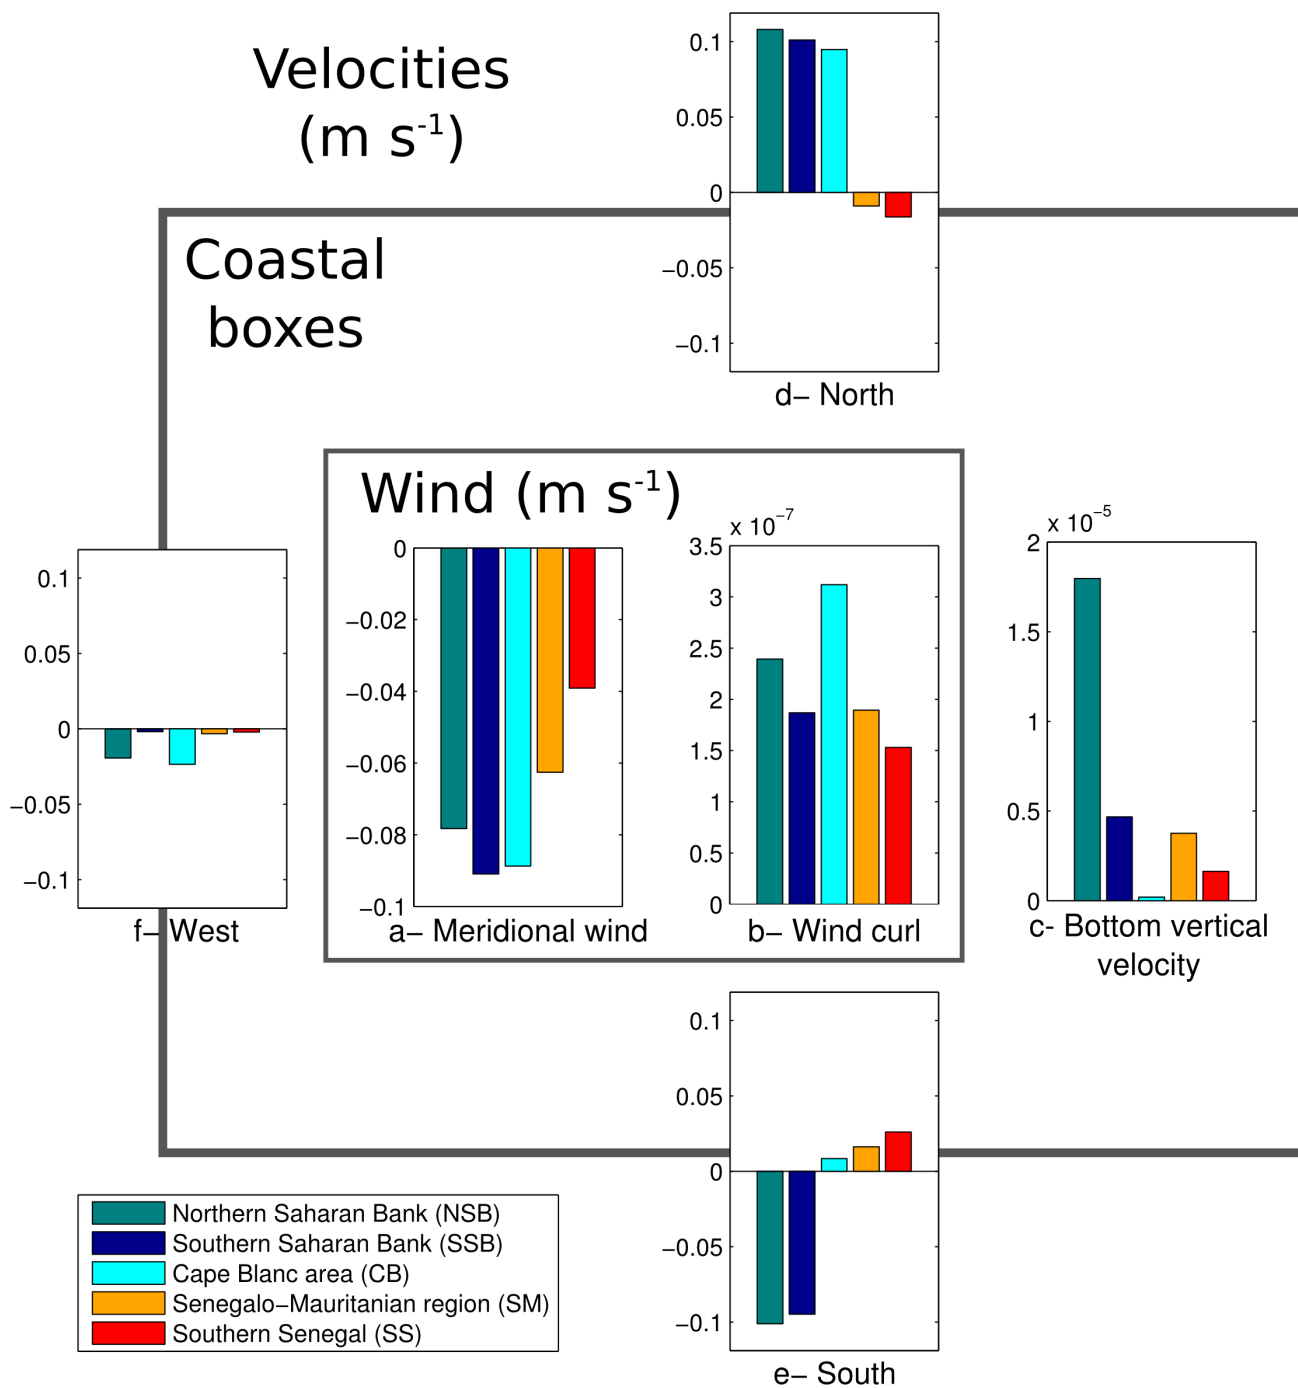 Velocities
(m s-1)
0.1
0.05
0
−0.05
−0.1
d− North
Coastal
boxes
Wind (m s-1)
0.1
0.05
0
−0.05
−0.1
f− West
0
−0.02
−0.04
−0.06
−0.08
−0.1
a− Meridional wind
x 10−7
3.5
3
2.5
2
1.5
1
0.5
0
b− Wind curl
x 10−5
2
1.5
1
0.5
0
c- Bottom vertical
velocity
0.1
0.05
0
−0.05
−0.1
e− South
Northern Saharan Bank (NSB)
Southern Saharan Bank (SSB)
Cape Blanc area (CB)
Senegalo−Mauritanian region (SM)
Southern Senegal (SS)